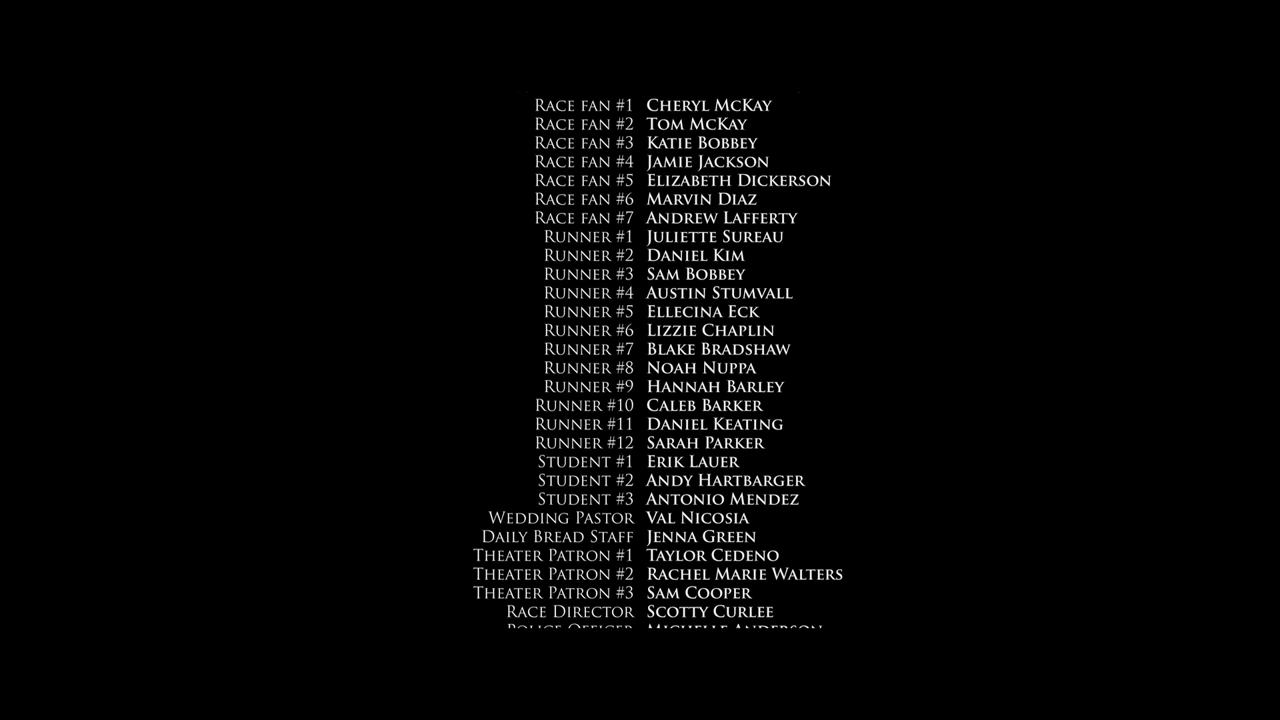 Race fan #1 Cheryl McKay
Race fan #2 Tom McKay
Race fan #3 Katie Bobbey
Race fan #4 Jamie Jackson
Race fan #5 Elizabeth Dickerson
Race fan #6 Marvin Diaz
Race fan #7 Andrew Lafferty
Runner #1 Juliette Sureau
Runner #2 Daniel Kim
Runner #3 Sam Bobbey
Runner #4 Austin Stumvall
Runner #5 Ellecina Eck
Runner #6 Lizzie Chaplin
Runner #7 Blake Bradshaw
Runner #8 Noah Nuppa
Runner #9 Hannah Barley
Runner #10 Caleb Barker
Runner #11 Daniel Keating
Runner #12 Sarah Parker
Student #1 Erik Lauer
Student #2 Andy Hartbarger
Student #3 Antonio Mendez
Wedding Pastor Val Nicosia
Daily Bread Staff Jenna Green
Theater Patron #1 Taylor Cedeno
Theater Patron #2 Rachel Marie Walters
Theater Patron #3 Sam Cooper
Race Director Scotty Curlee
Police Officer Michelle Anderson